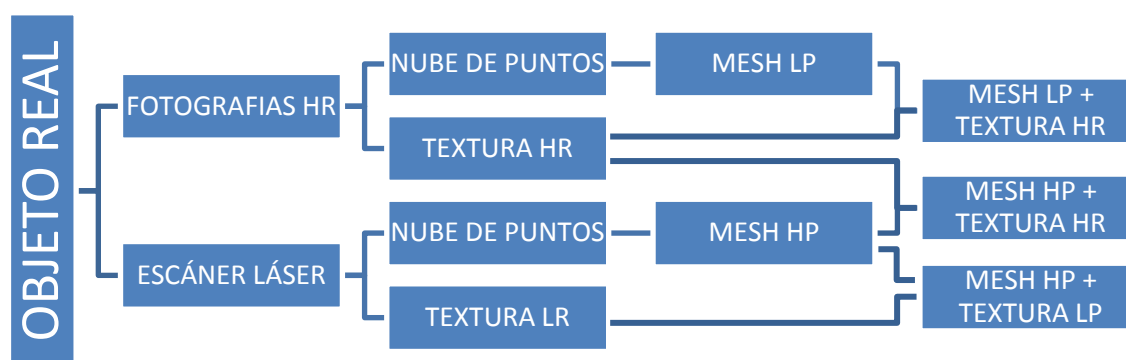 OBJETO REAL
FOTOGRAFIAS HR
ESCÁNER LÁSER
NUBE DE PUNTOS
TEXTURA HR
NUBE DE PUNTOS
TEXTURA LR
MESH LP
MESH HP
MESH LP +
TEXTURA HR
MESH HP +
TEXTURA HR
MESH HP +
TEXTURA LP